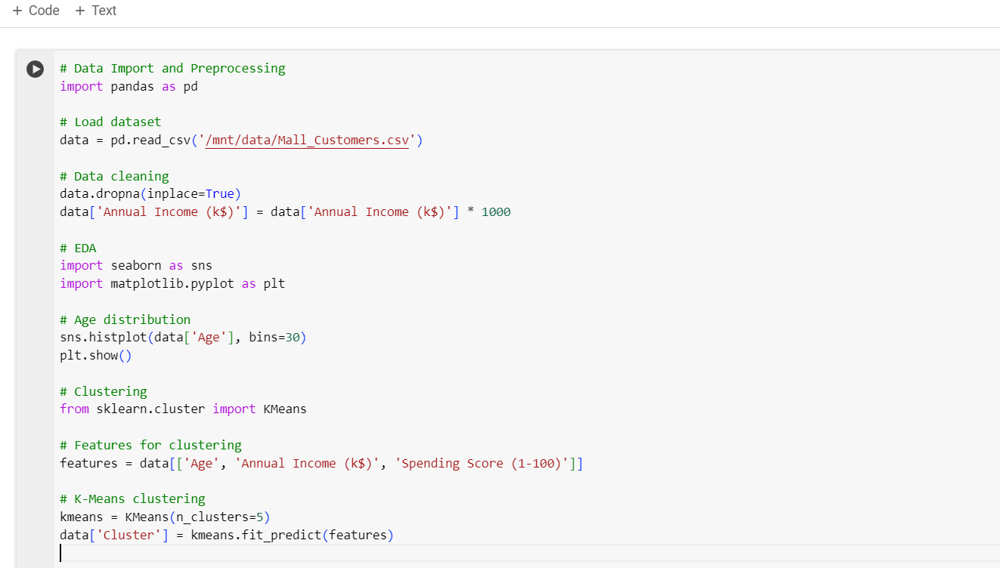 + Code + Text
# Data Import and Preprocessing
import pandas as pd
# Load dataset
data = pd.read_csv('/mnt/data/Mall_Customers.csv')
# Data cleaning
data.dropna(inplace=True)
data['Annual Income (k$)'] = data['Annual Income (k$)'] * 1000
# EDA
import seaborn as sns
import matplotlib.pyplot as plt
# Age distribution
sns.histplot(data['Age'], bins=30)
plt.show()
# Clustering
from sklearn.cluster import KMeans
# Features for clustering
features = data[['Age', 'Annual Income (k$)', 'Spending Score (1-100)']]
# K-Means clustering
kmeans = KMeans(n_clusters=5)
data['Cluster'] = kmeans.fit_predict(features)